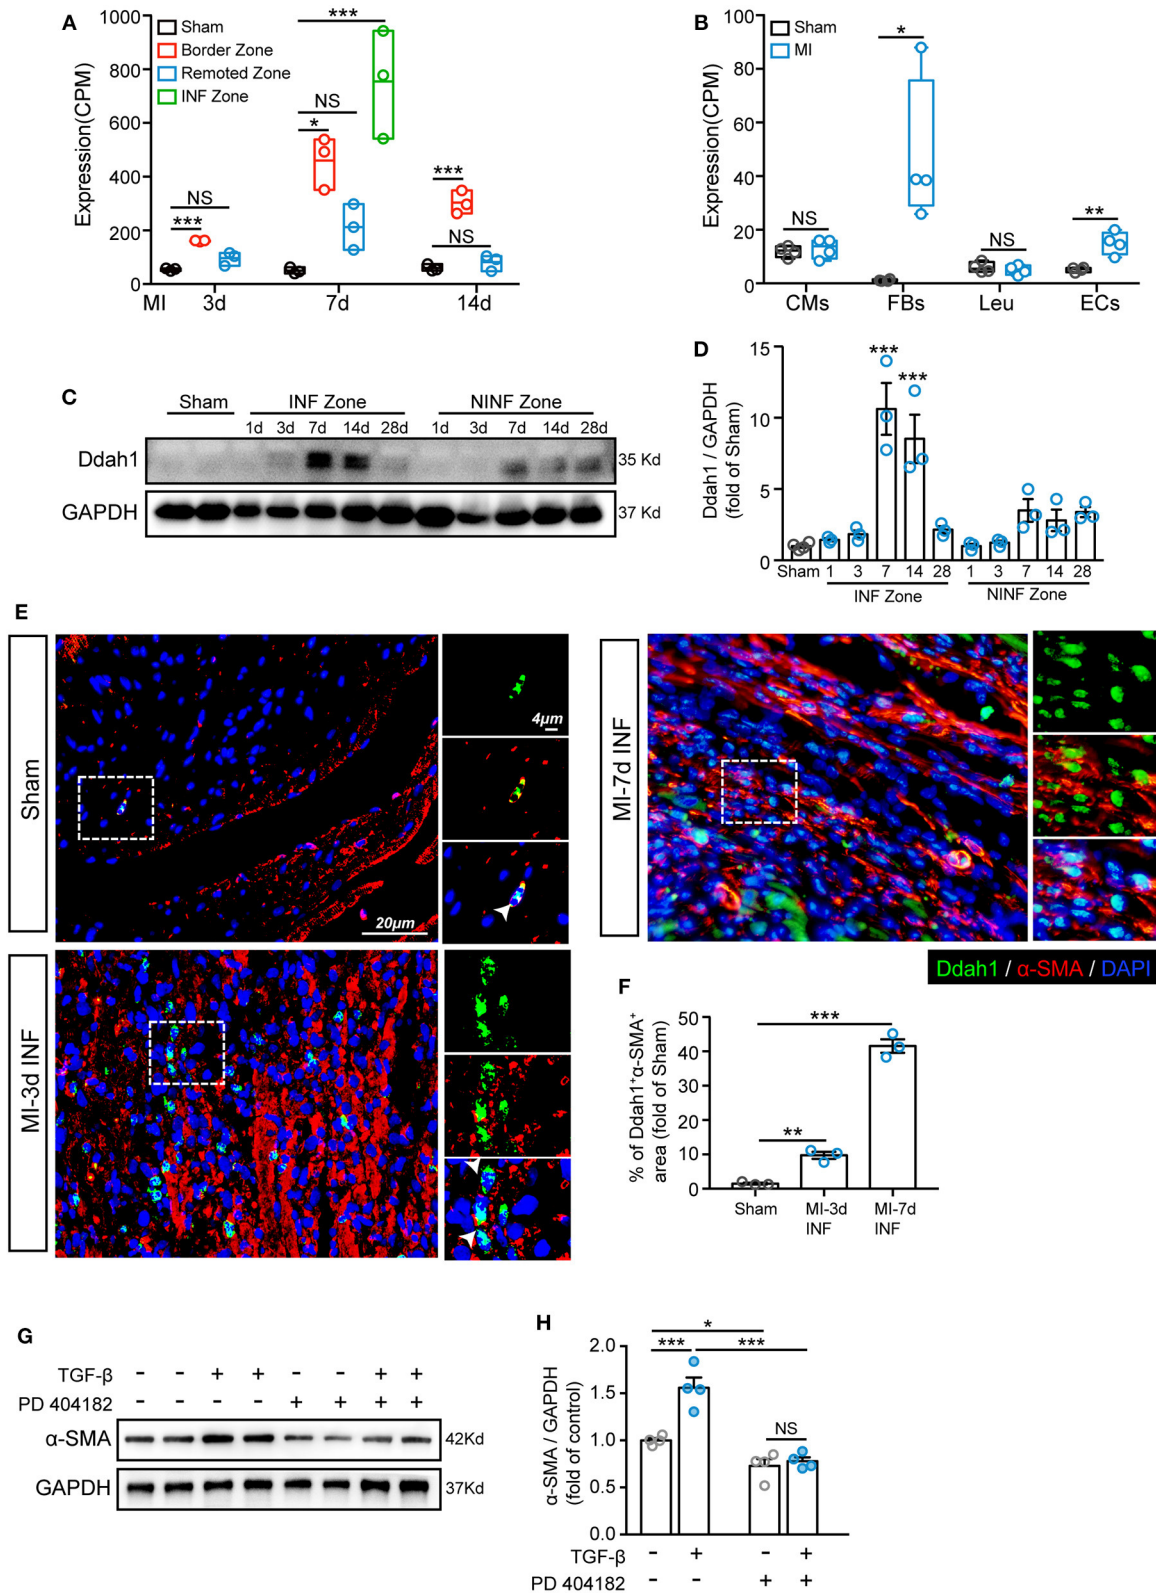 A
Expression(CPM)
1000
800
600
400
200
0
Sham
Border Zone
Remoted Zone
INF Zone
***
NS
*
NS
***
***
NS
MI 3d 7d 14d
B
Expression(CPM)
100
80
60
40
20
0
Sham
MI
*
NS
NS
**
CMs FBs Leu ECs
C
Sham INF Zone NINF Zone
1d 3d 7d 14d 28d 1d 3d 7d 14d 28d
Ddah1
35 Kd
GAPDH
37 Kd
D
Ddah1 / GAPDH
(fold of Sham)
15
10
5
0
***
***
Sham 1 3 7 14 28 1 3 7 14 28
INF Zone NINF Zone
E
Sham
4μm
20μm
MI-7d INF
MI-3d INF
Ddah1 / α-SMA / DAPI
F
% of Ddah1+α-SMA+
area (fold of Sham)
50
40
30
20
10
0
***
**
Sham MI-3d MI-7d
INF INF
G
TGF-β - - + + - - + +
PD 404182 - - - - + + + +
α-SMA 42Kd
GAPDH 37Kd
H
α-SMA / GAPDH
(fold of control)
2.0
1.5
1.0
0.5
0.0
*
*** ***
NS
TGF-β - + - +
PD 404182 - - + +